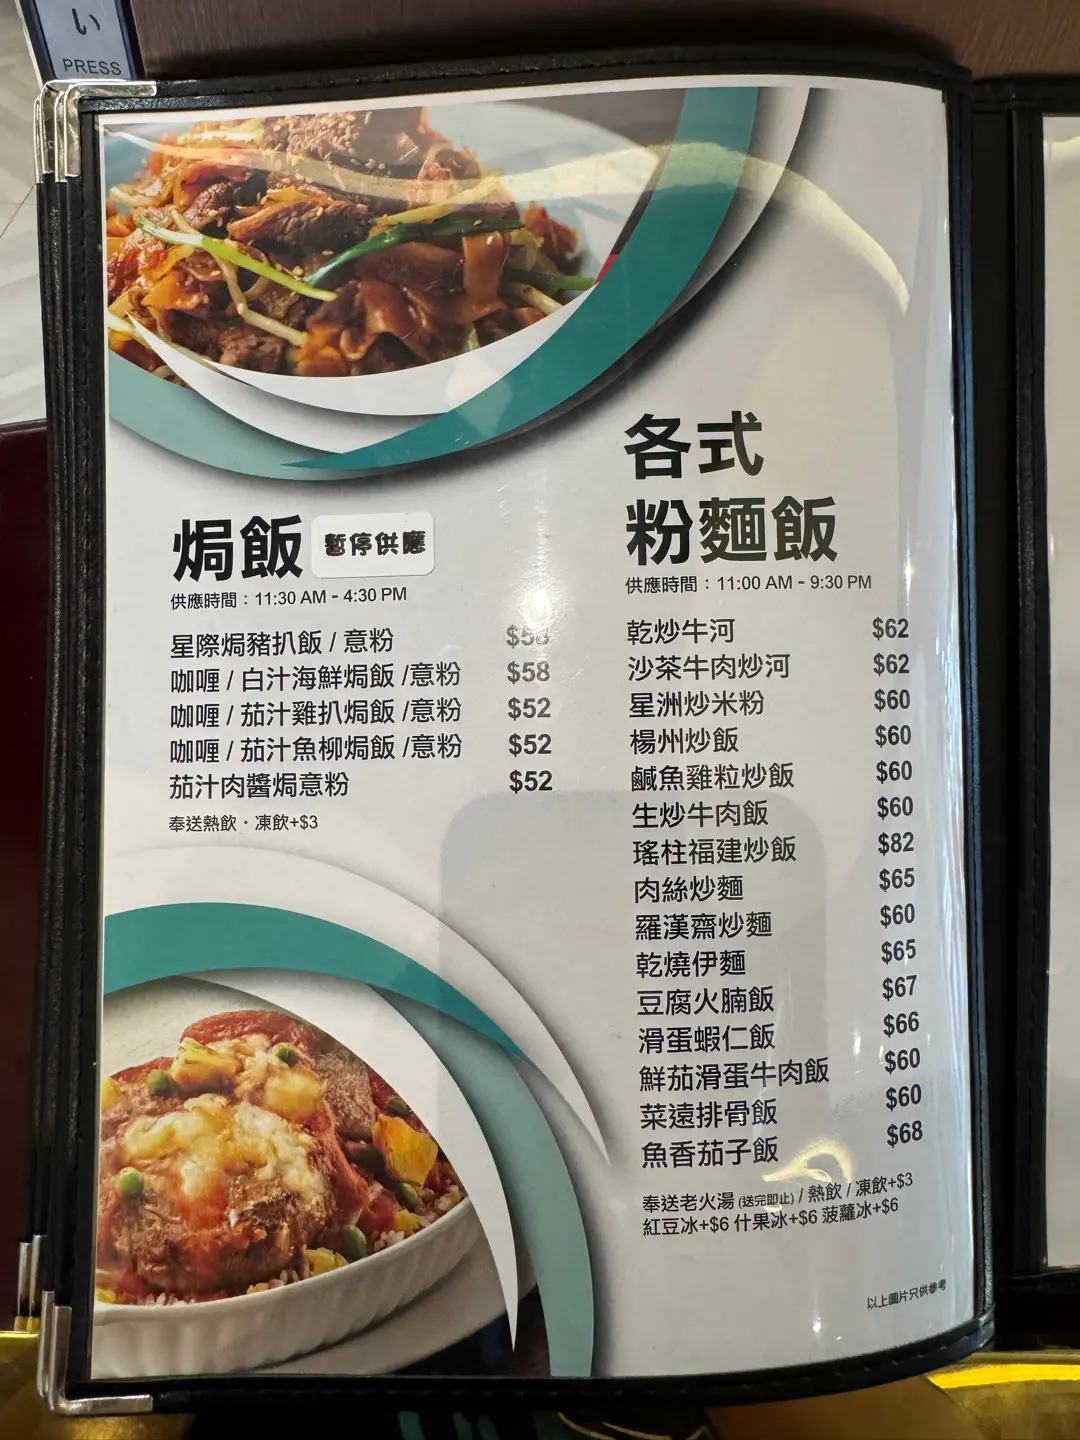 い
PRESS
焗飯
暫停供應
供應時間：11:30 AM - 4:30 PM
星際焗豬扒飯 / 意粉 $58
咖喱 / 白汁海鮮焗飯 /意粉 $58
咖喱 / 茄汁雞扒焗飯 /意粉 $52
咖喱 / 茄汁魚柳焗飯 /意粉 $52
茄汁肉醬焗意粉 $52
奉送熱飲・凍飲+$3
各式
粉麵飯
供應時間：11:00 AM - 9:30 PM
乾炒牛河 $62
沙茶牛肉炒河 $62
星洲炒米粉 $60
楊州炒飯 $60
鹹魚雞粒炒飯 $60
生炒牛肉飯 $60
瑤柱福建炒飯 $82
肉絲炒麵 $65
羅漢齋炒麵 $60
乾燒伊麵 $65
豆腐火腩飯 $67
滑蛋蝦仁飯 $66
鮮茄滑蛋牛肉飯 $60
菜遠排骨飯 $60
魚香茄子飯 $68
奉送老火湯 (送完即止) / 熱飲 / 凍飲+$3
紅豆冰+$6 什果冰+$6 菠蘿冰+$6
以上圖片只供參考